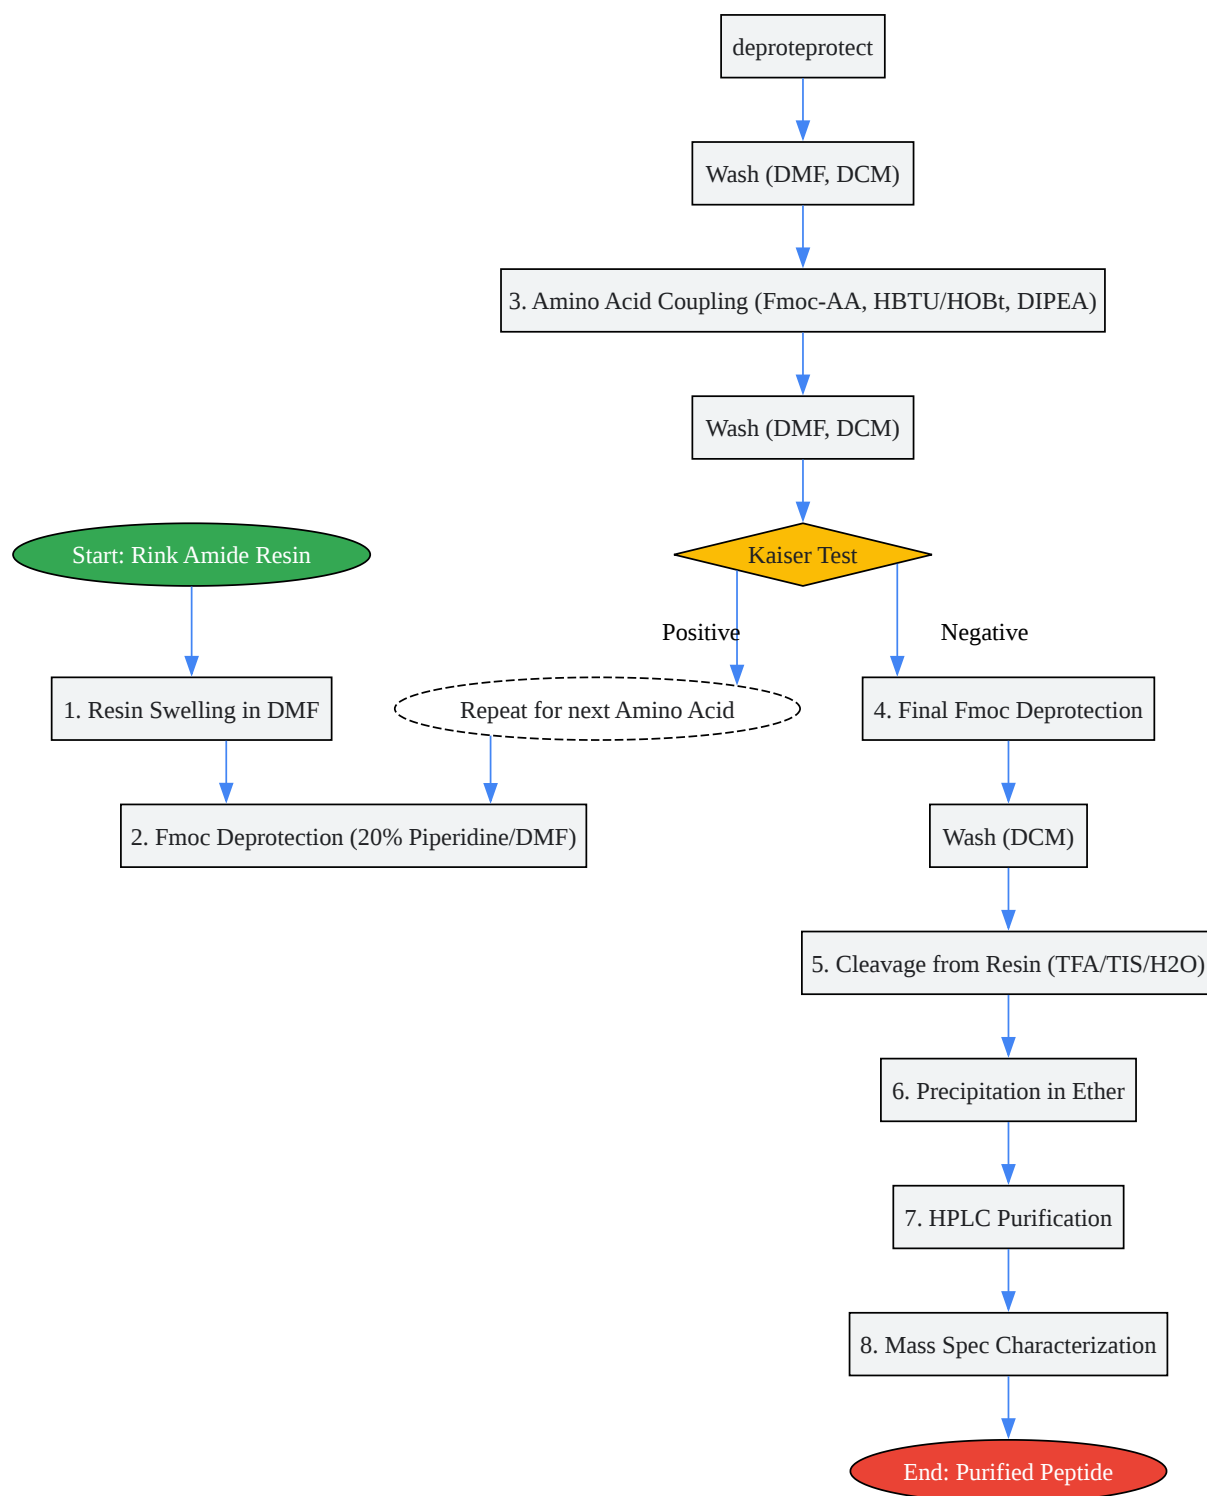 deproteprotect
Wash (DMF, DCM)
3. Amino Acid Coupling (Fmoc-AA, HBTU/HOBt, DIPEA)
Wash (DMF, DCM)
Start: Rink Amide Resin
Kaiser Test
Positive
Negative
1. Resin Swelling in DMF
Repeat for next Amino Acid
4. Final Fmoc Deprotection
2. Fmoc Deprotection (20% Piperidine/DMF)
Wash (DCM)
5. Cleavage from Resin (TFA/TIS/H2O)
6. Precipitation in Ether
7. HPLC Purification
8. Mass Spec Characterization
End: Purified Peptide